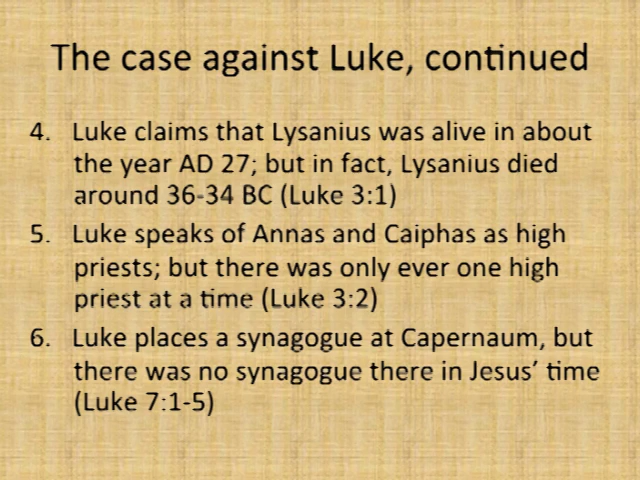 The case against Luke, continued
4. Luke claims that Lysanius was alive in about
the year AD 27; but in fact, Lysanius died
around 36-34 BC (Luke 3:1)
5. Luke speaks of Annas and Caiphas as high
priests; but there was only ever one high
priest at a time (Luke 3:2)
6. Luke places a synagogue at Capernaum, but
there was no synagogue there in Jesus’ time
(Luke 7:1-5)